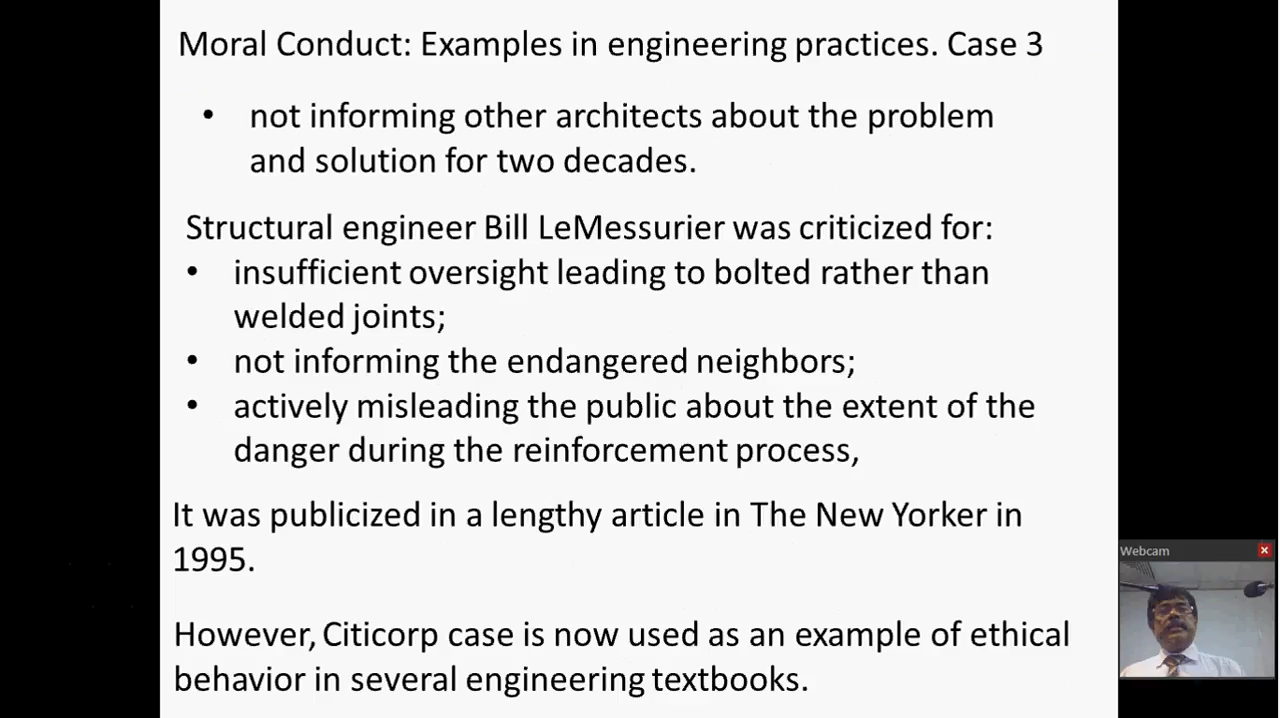 Moral Conduct: Examples in engineering practices. Case 3
• not informing other architects about the problem
and solution for two decades.
Structural engineer Bill LeMessurier was criticized for:
• insufficient oversight leading to bolted rather than
welded joints;
• not informing the endangered neighbors;
• actively misleading the public about the extent of the
danger during the reinforcement process,
It was publicized in a lengthy article in The New Yorker in
1995.
However, Citicorp case is now used as an example of ethical
behavior in several engineering textbooks.
Webcam